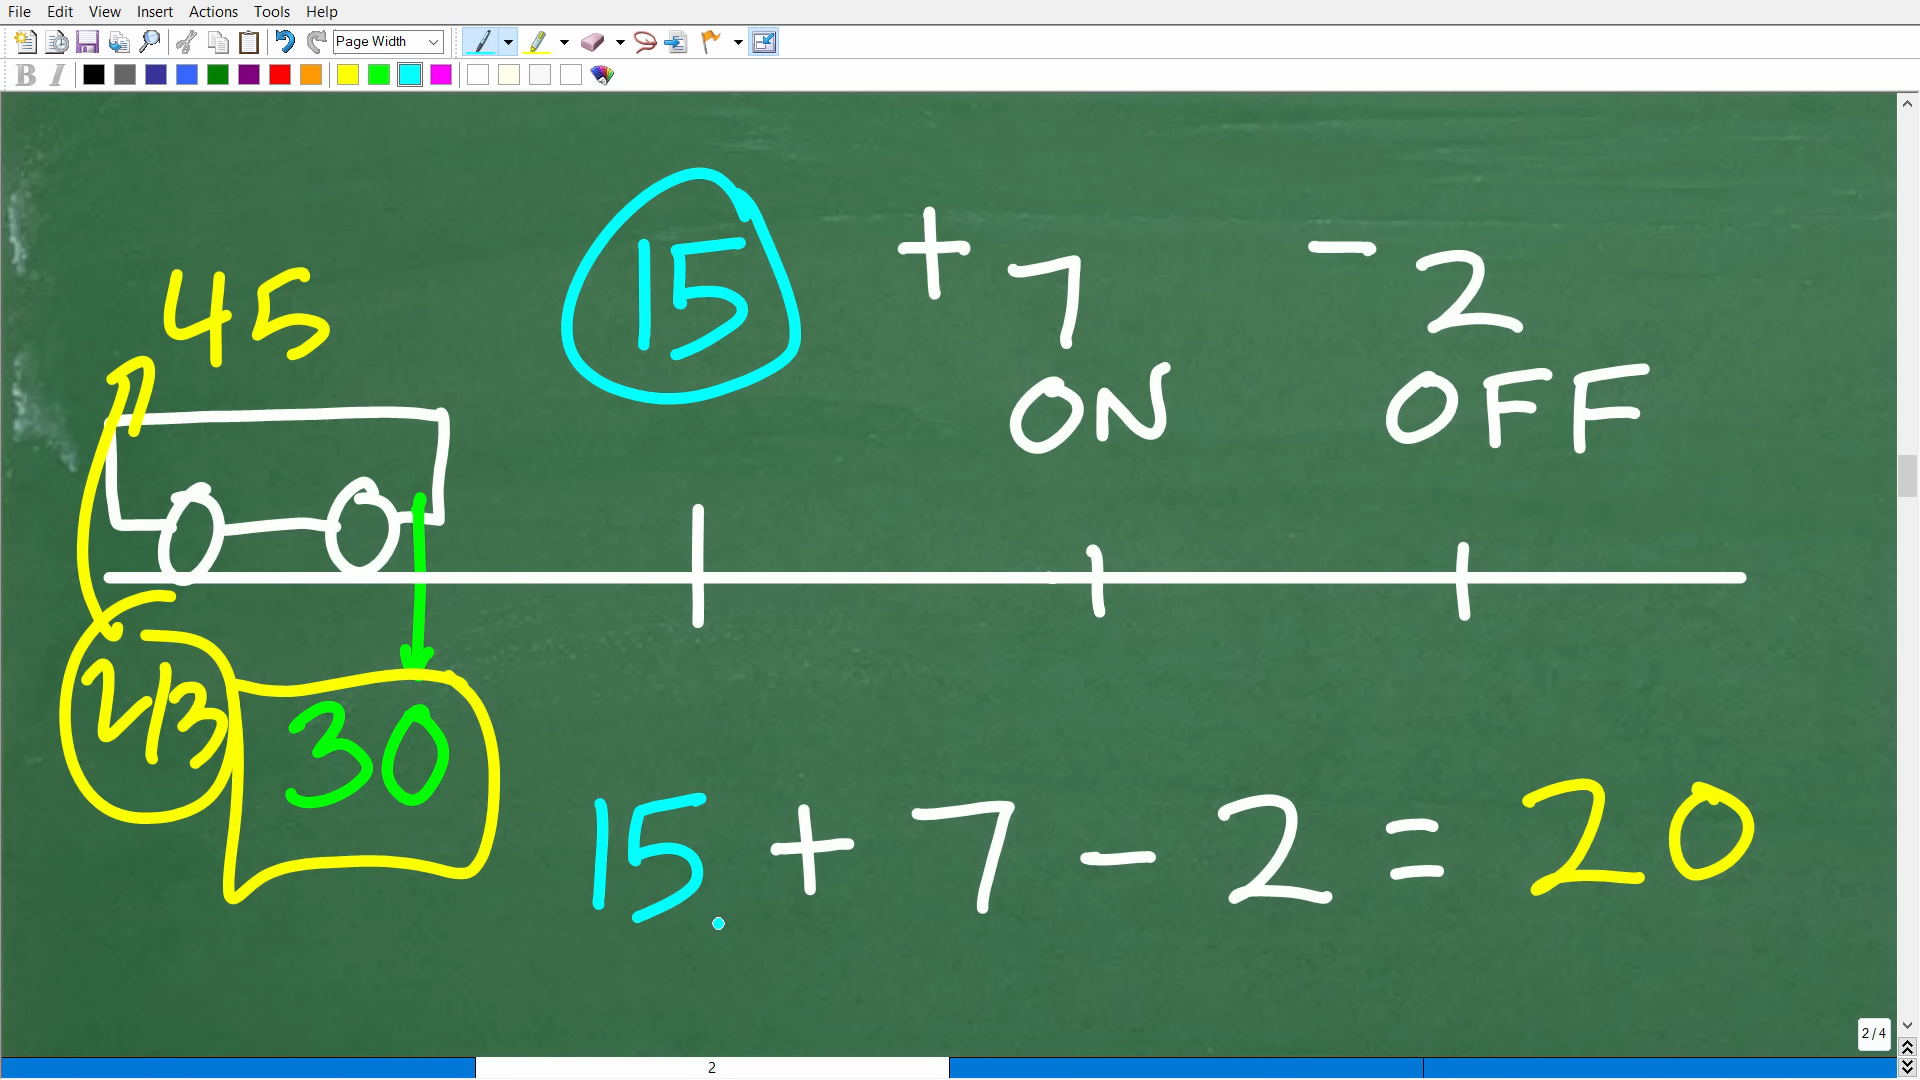 File Edit View Insert Actions Tools Help
Page Width
B I
45
15 + 7 - 2
ON OFF
2/3 30
15 + 7 - 2 = 20
2 / 4
2